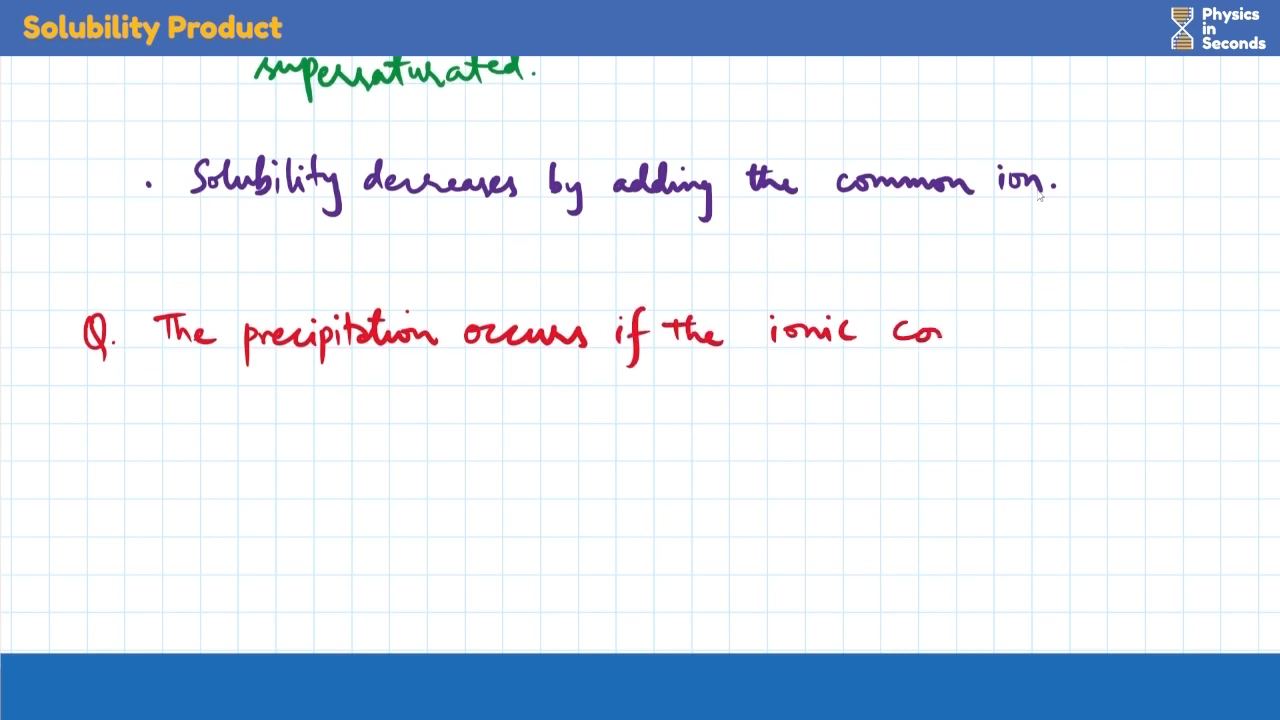 Solubility Product
Physics
in
Seconds
supersaturated.
. Solubility decreases by adding the common ion.
Q. The precipitation occurs if the ionic con